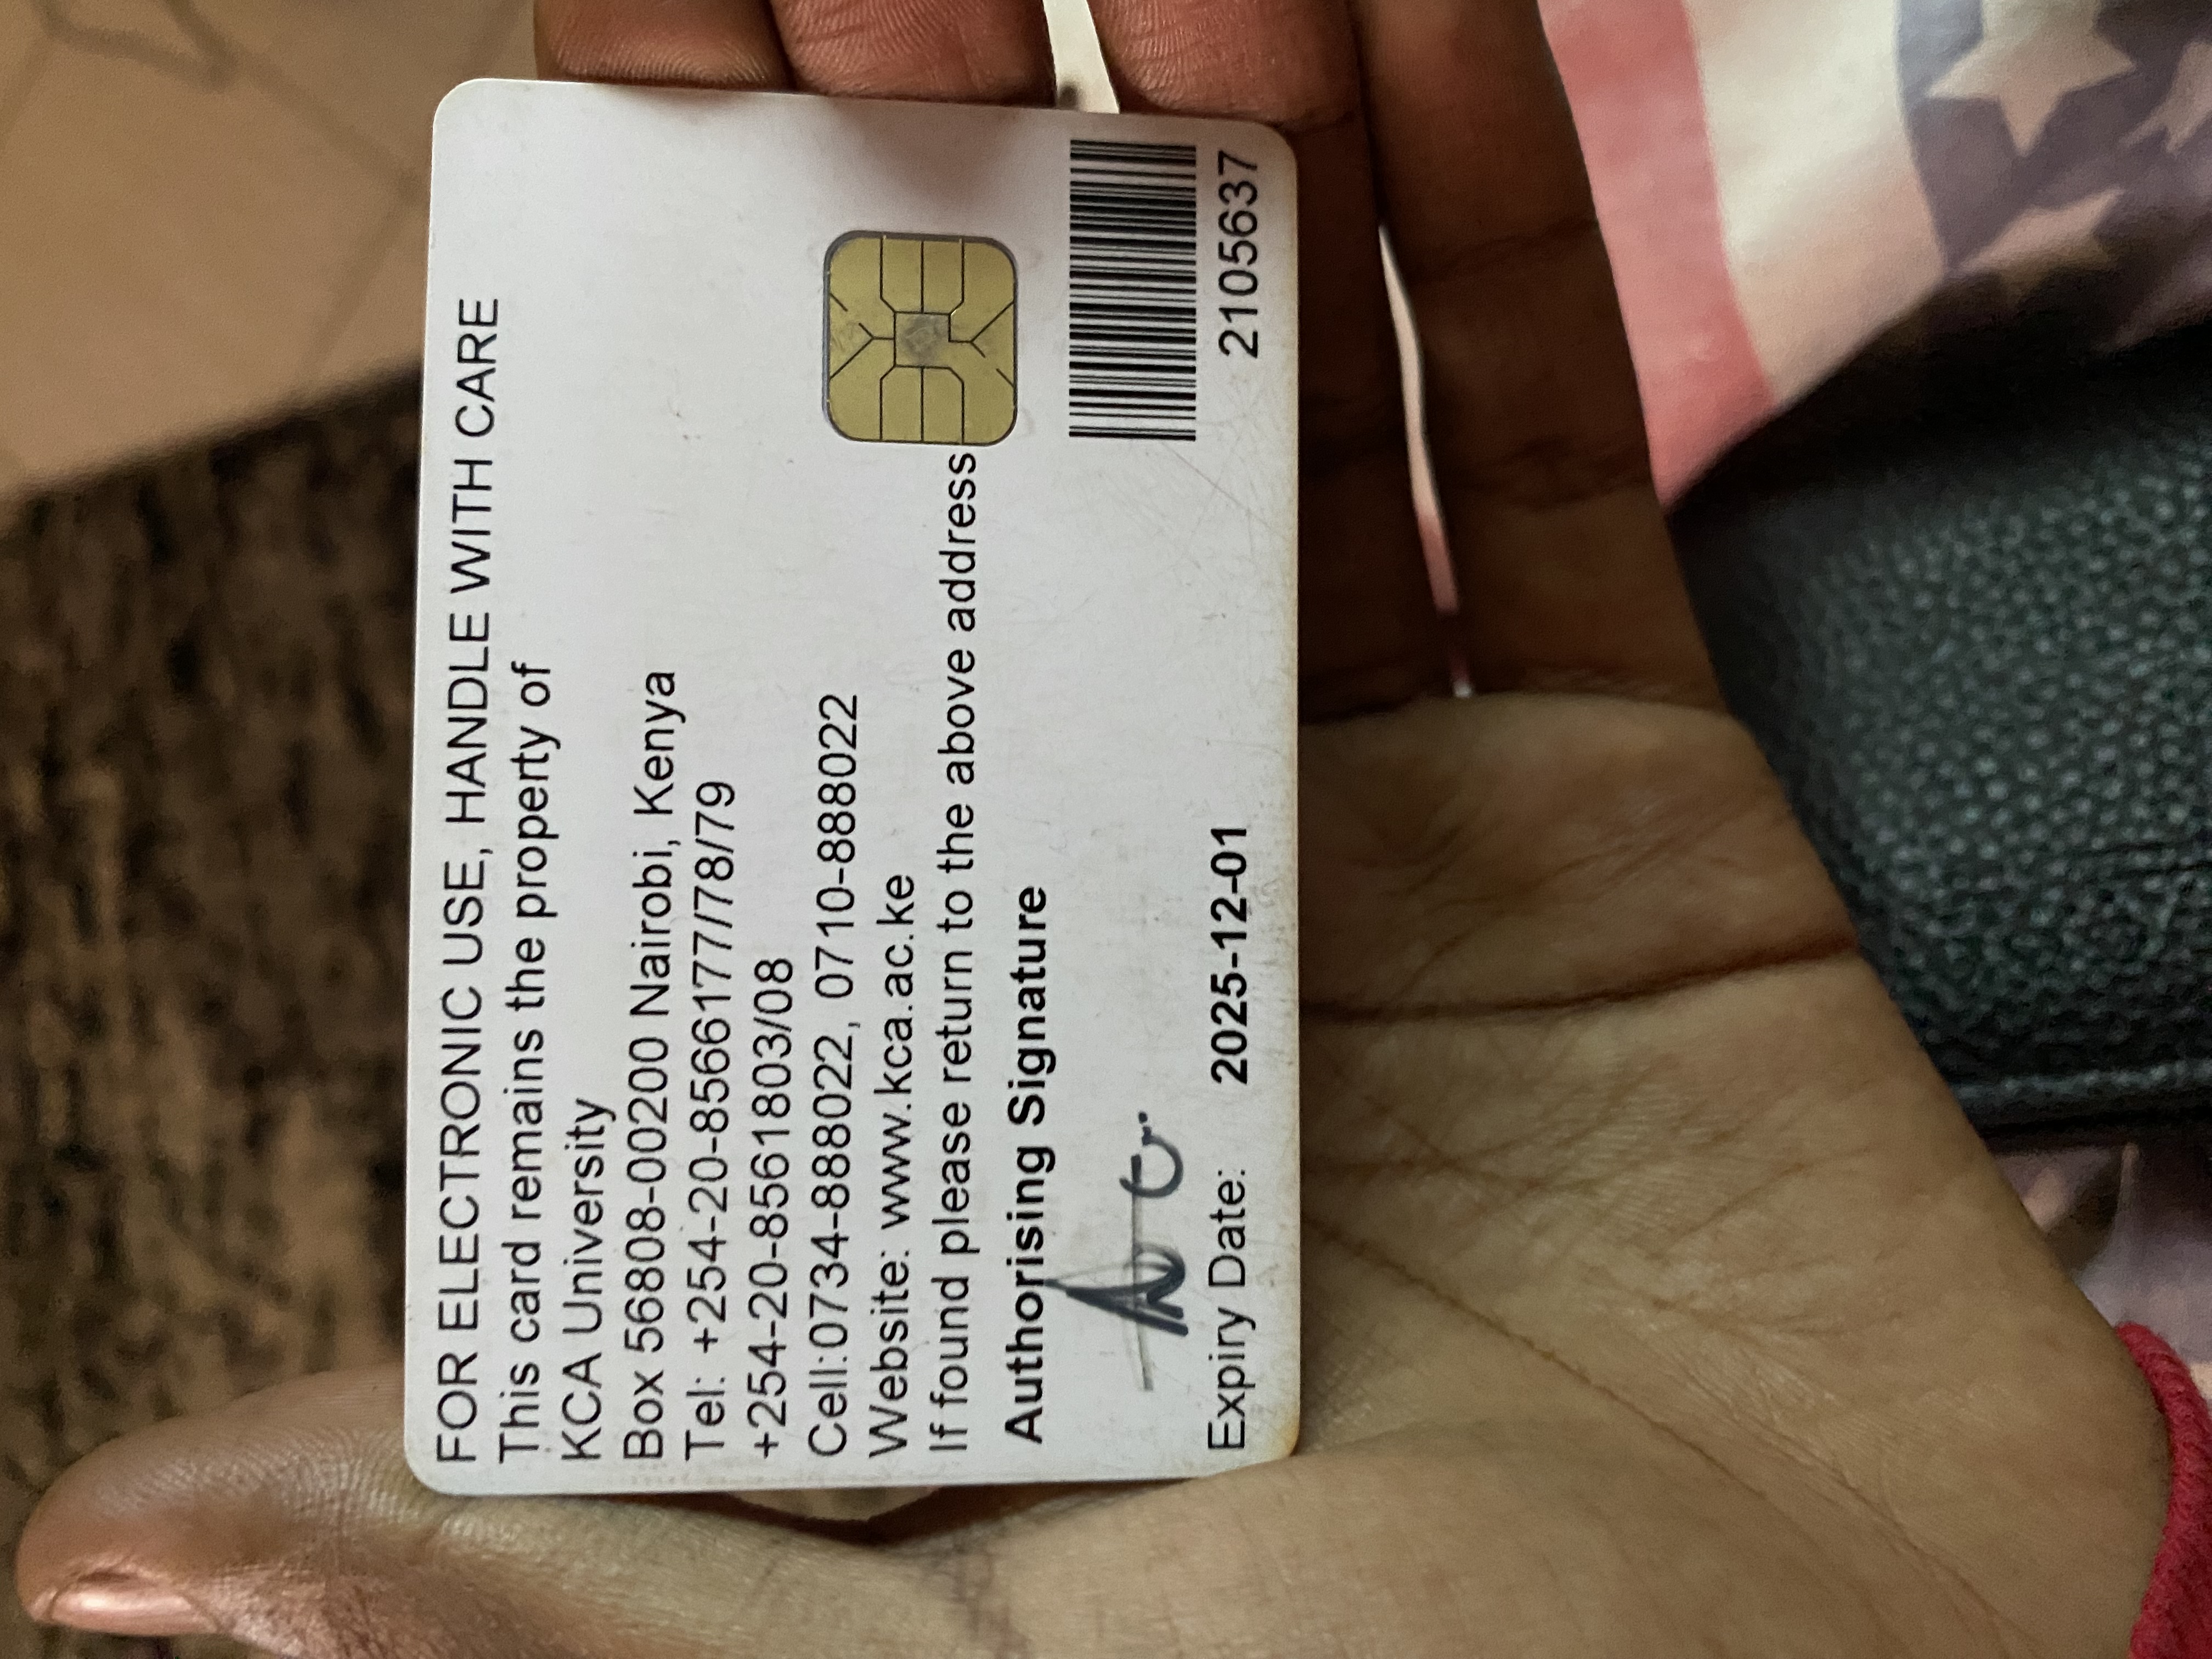 FOR ELECTRONIC USE, HANDLE WITH CARE
This card remains the property of
KCA University
Box 56808-00200 Nairobi, Kenya
Tel: +254-20-8566177/78/79
+254-20-8561803/08
Cell:0734-888022, 0710-888022
Website: www.kca.ac.ke
If found please return to the above address
Authorising Signature
Expiry Date: 2025-12-01
2105637